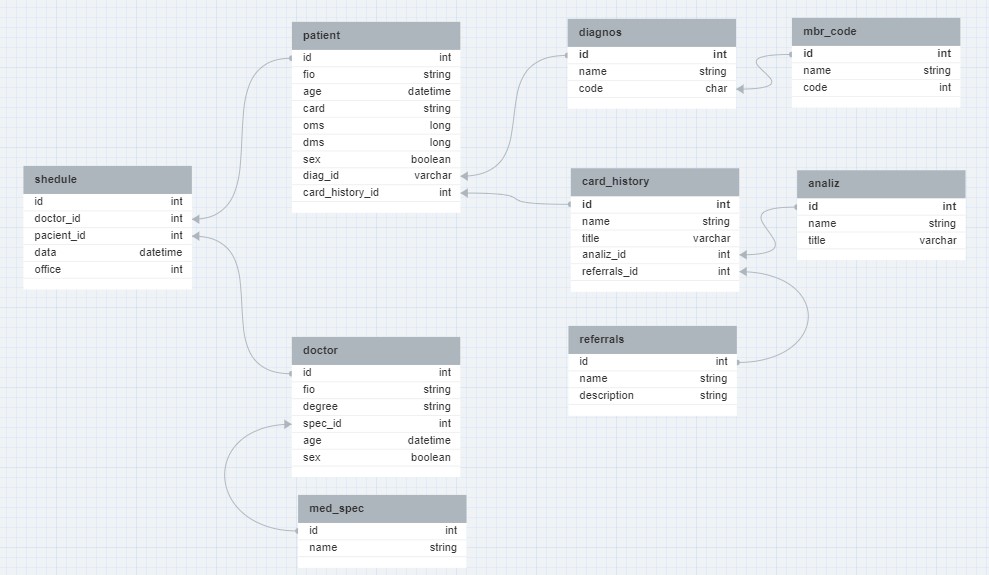 patient
id int
fio string
age datetime
card string
oms long
dms long
sex boolean
diag_id varchar
card_history_id int
diagnos
id int
name string
code char
mbr_code
id int
name string
code int
shedule
id int
doctor_id int
pacient_id int
data datetime
office int
card_history
id int
name string
title varchar
analiz_id int
referrals_id int
analiz
id int
name string
title varchar
doctor
id int
fio string
degree string
spec_id int
age datetime
sex boolean
referrals
id int
name string
description string
med_spec
id int
name string